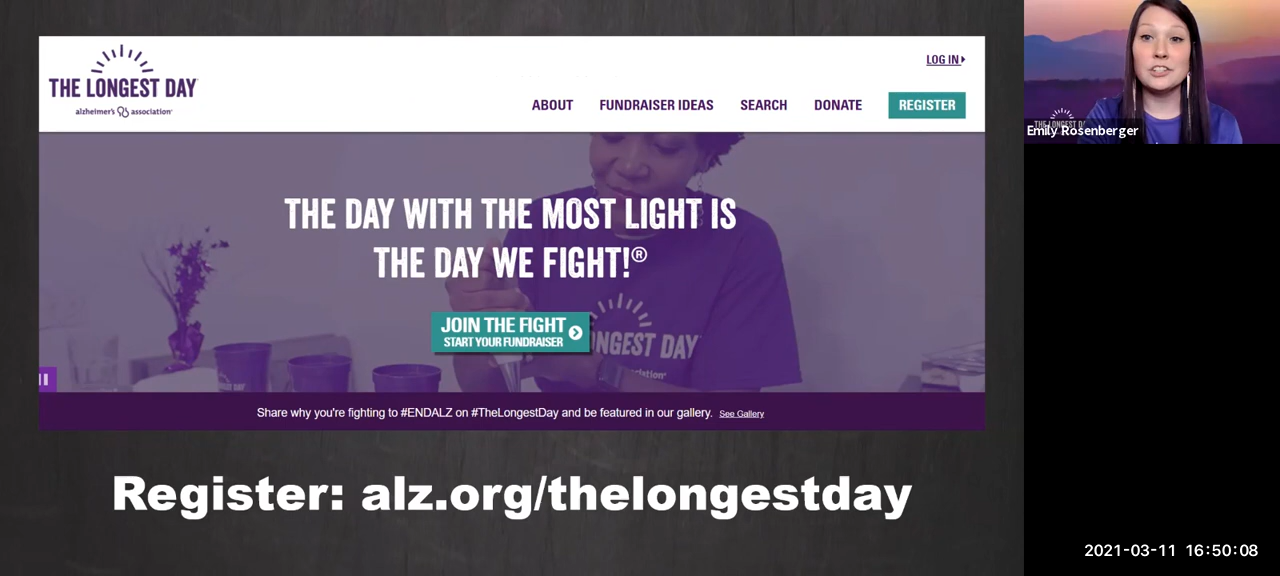 THE LONGEST DAY
alzheimer's association
LOG IN
ABOUT FUNDRAISER IDEAS SEARCH DONATE REGISTER
THE DAY WITH THE MOST LIGHT IS
THE DAY WE FIGHT!®
JOIN THE FIGHT
START YOUR FUNDRAISER
NGEST DAY
Share why you're fighting to #ENDALZ on #TheLongestDay and be featured in our gallery. See Gallery
Register: alz.org/thelongestday
Emily Rosenberger
2021-03-11 16:50:08